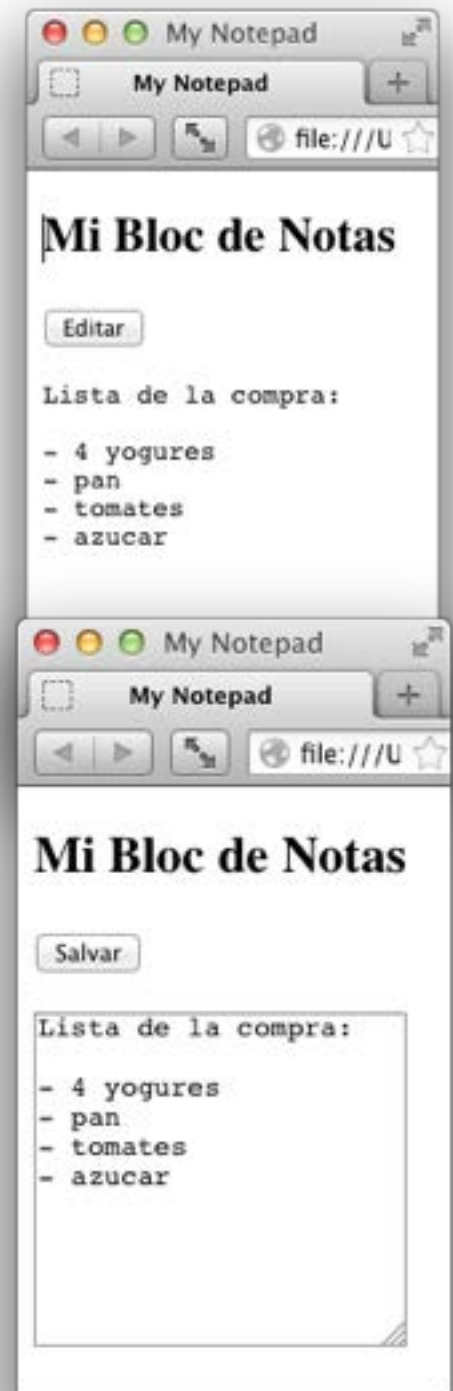 My Notepad
My Notepad
file:///U
Mi Bloc de Notas
Editar
Lista de la compra:
- 4 yogures
- pan
- tomates
- azucar
My Notepad
My Notepad
file:///U
Mi Bloc de Notas
Salvar
Lista de la compra:
- 4 yogures
- pan
- tomates
- azucar